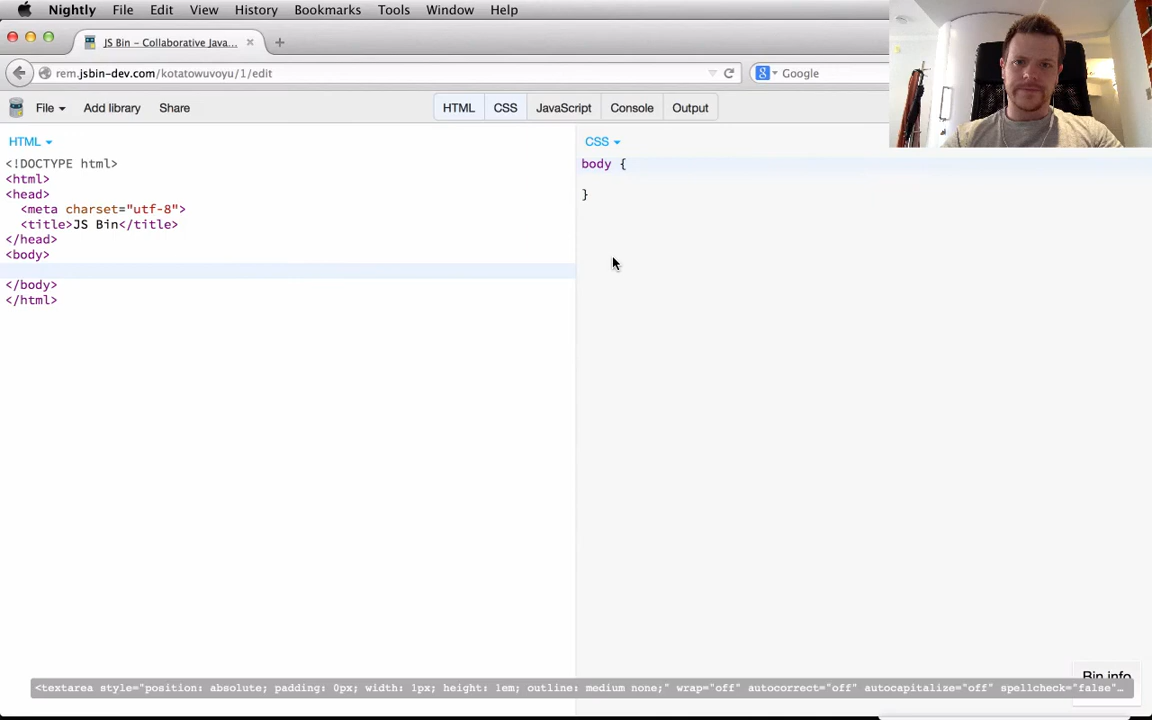 Nightly File Edit View History Bookmarks Tools Window Help
JS Bin – Collaborative Java...
rem.jsbin-dev.com/kotatowuvoyu/1/edit Google
File Add library Share HTML CSS JavaScript Console Output
HTML
<!DOCTYPE html>
<html>
<head>
<meta charset="utf-8">
<title>JS Bin</title>
</head>
<body>
</body>
</html>
CSS
body {
}
Bin info
<textarea style="position: absolute; padding: 0px; width: 1px; height: 1em; outline: medium none;" wrap="off" autocorrect="off" autocapitalize="off" spellcheck="false"…